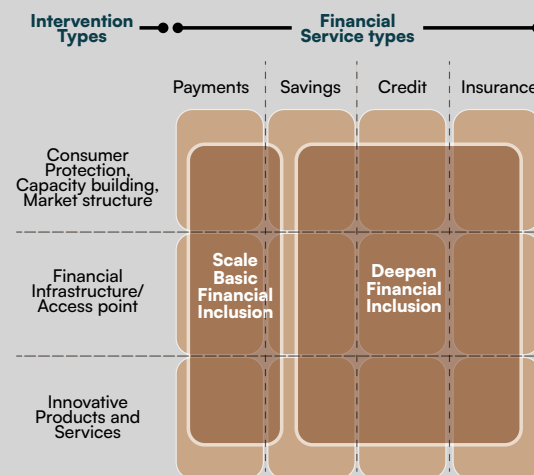 Intervention
Types
Financial
Service types
Payments
Savings
Credit
Insurance
Consumer
Protection,
Capacity building,
Market structure
Financial
Infrastructure/
Access point
Innovative
Products and
Services
Scale
Basic
Financial
Inclusion
Deepen
Financial
Inclusion